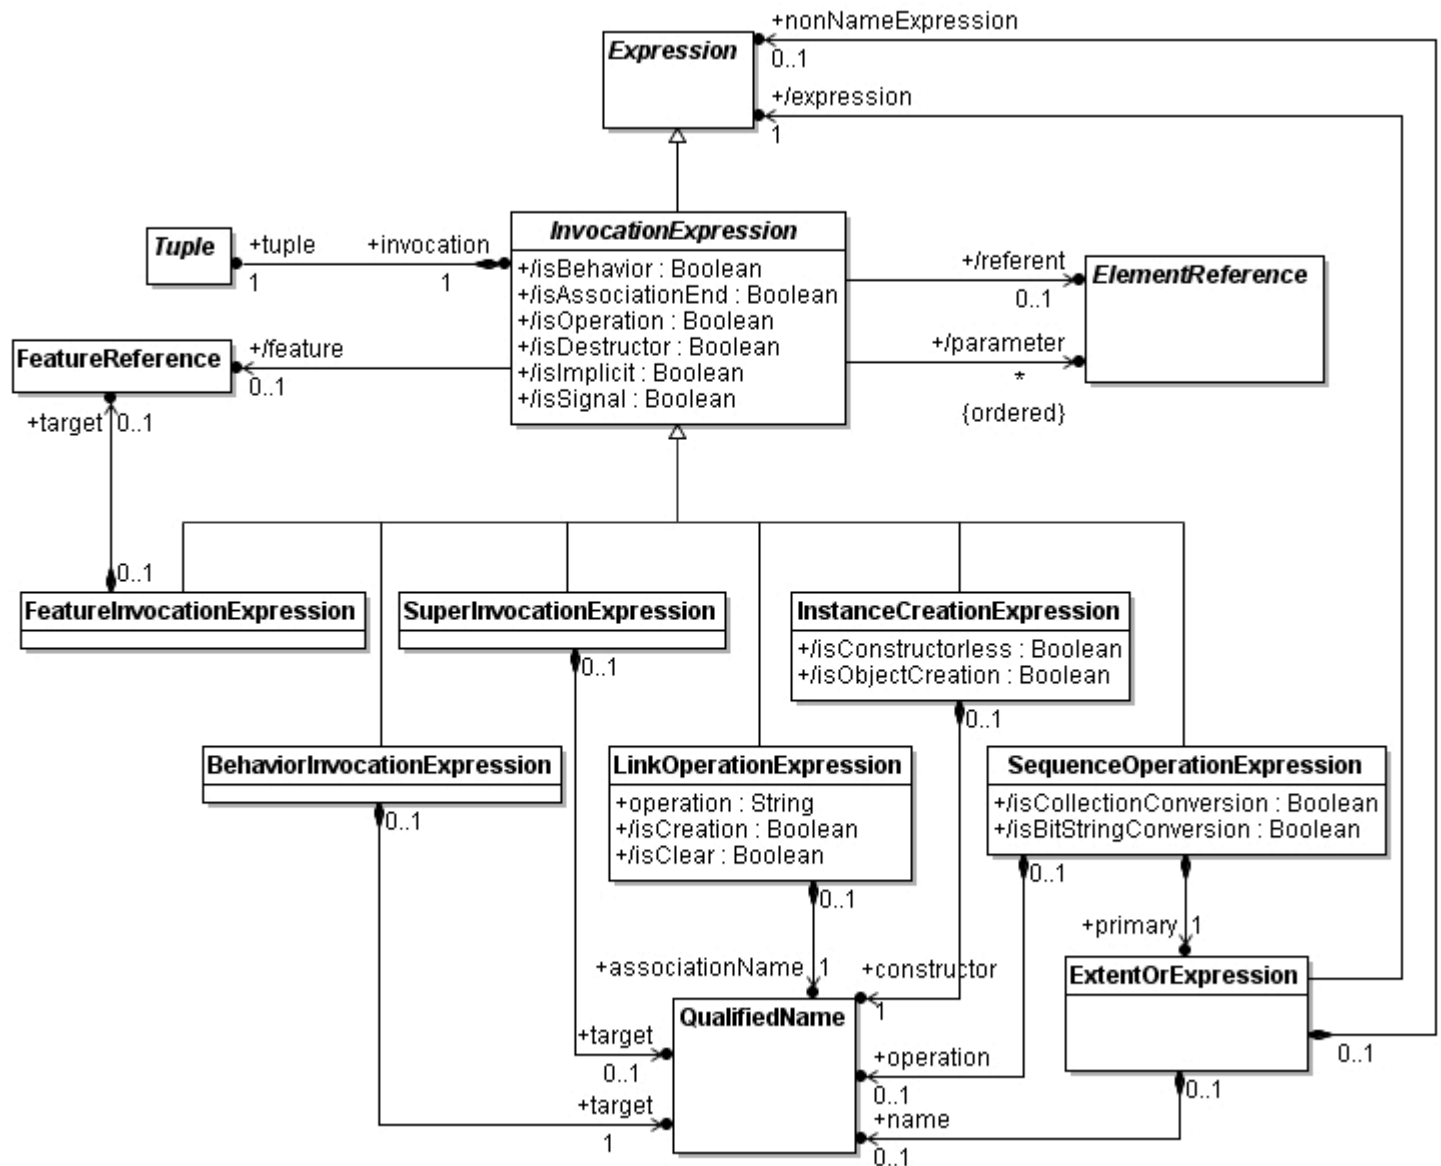 +nonNameExpression
Expression
0..1
+/expression
1
InvocationExpression
+/isBehavior : Boolean
+/isAssociationEnd : Boolean
+/isOperation : Boolean
+/isDestructor : Boolean
+/isImplicit : Boolean
+/isSignal : Boolean
Tuple
+tuple
+invocation
1
1
+/referent
0..1
ElementReference
+/parameter
*
{ordered}
FeatureReference
+/feature
0..1
+target
0..1
0..1
FeatureInvocationExpression
SuperInvocationExpression
0..1
InstanceCreationExpression
+/isConstructorless : Boolean
+/isObjectCreation : Boolean
0..1
BehaviorInvocationExpression
0..1
LinkOperationExpression
+operation : String
+/isCreation : Boolean
+/isClear : Boolean
0..1
SequenceOperationExpression
+/isCollectionConversion : Boolean
+/isBitStringConversion : Boolean
0..1
+primary
1
+associationName
1
+constructor
1
ExtentOrExpression
QualifiedName
+target
0..1
+operation
0..1
0..1
0..1
+target
1
+name
0..1